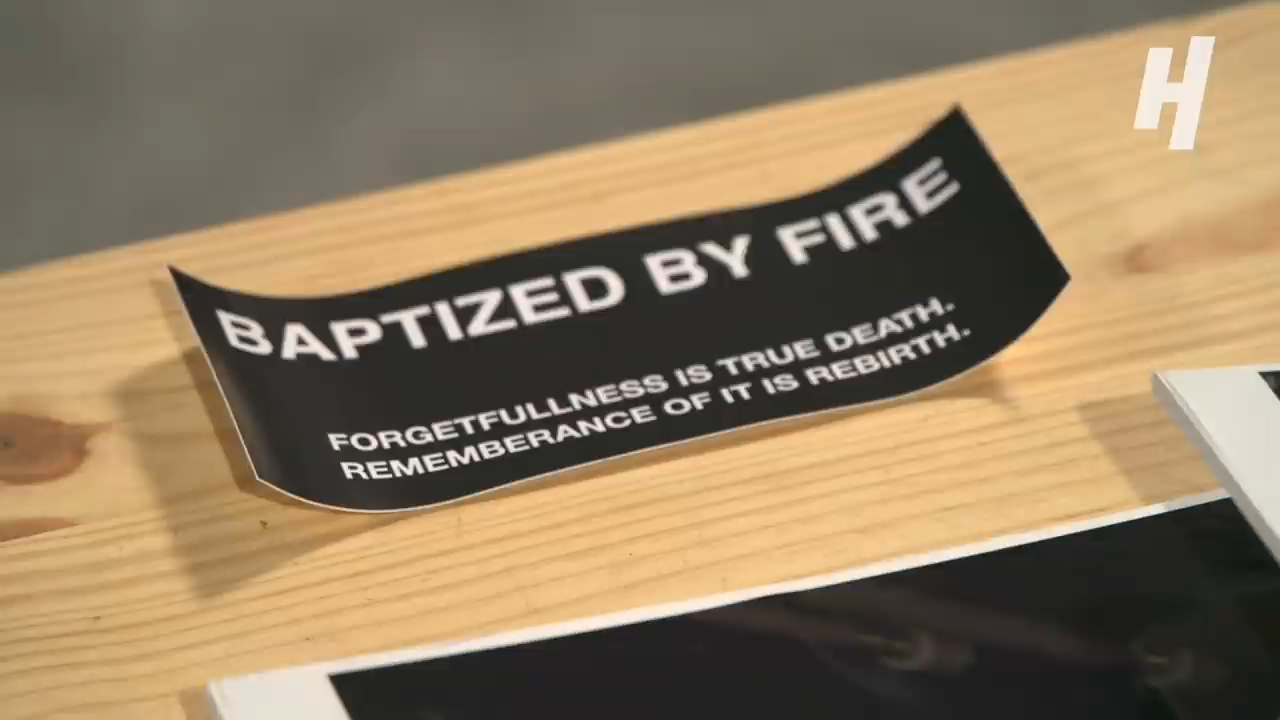 H
BAPTIZED BY FIRE
FORGETFULLNESS IS TRUE DEATH.
REMEMBERANCE OF IT IS REBIRTH.